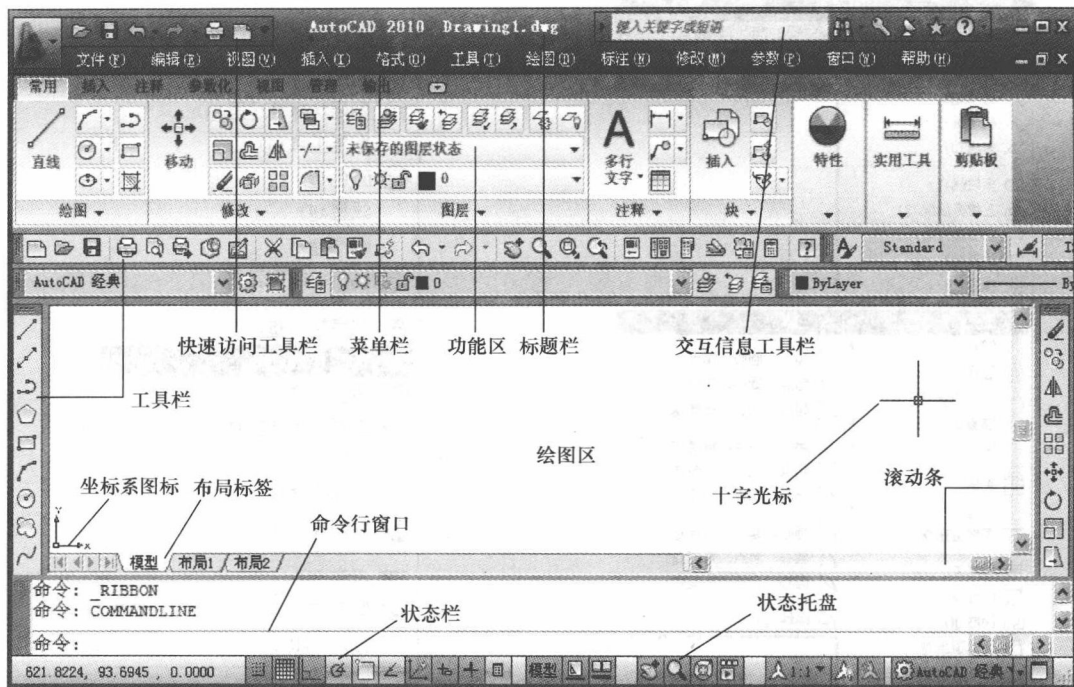 AutoCAD 2010 Drawing1.dwg 键入关键字或短语
文件(F) 编辑(E) 视图(V) 插入(I) 格式(O) 工具(T) 绘图(D) 标注(N) 修改(M) 参数(P) 窗口(W) 帮助(H)
常用 插入 注释 参数化 视图 管理 输出
直线 移动 未保存的图层状态 多行文字 插入 特性 实用工具 剪贴板
0
绘图 修改 图层 注释 块
Standard
AutoCAD 经典 0 ByLayer By
快速访问工具栏 菜单栏 功能区 标题栏 交互信息工具栏
工具栏
绘图区
坐标系图标 布局标签 十字光标 滚动条
命令行窗口
Y
X
模型 布局1 布局2
命令: _RIBBON
命令: COMMANDLINE
状态栏 状态托盘
命令:
621.8224, 93.6945 , 0.0000 模型 1:1 AutoCAD 经典